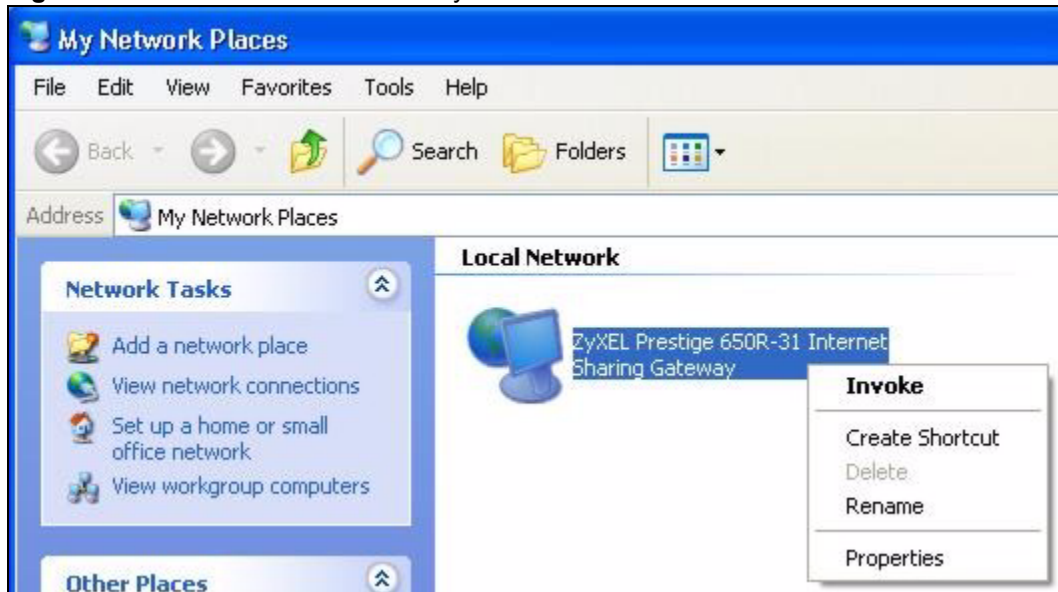 My Network Places
File Edit View Favorites Tools Help
Back Search Folders
Address My Network Places
Network Tasks
Add a network place
View network connections
Set up a home or small
office network
View workgroup computers
Other Places
Local Network
ZyXEL Prestige 650R-31 Internet
Sharing Gateway
Invoke
Create Shortcut
Delete
Rename
Properties